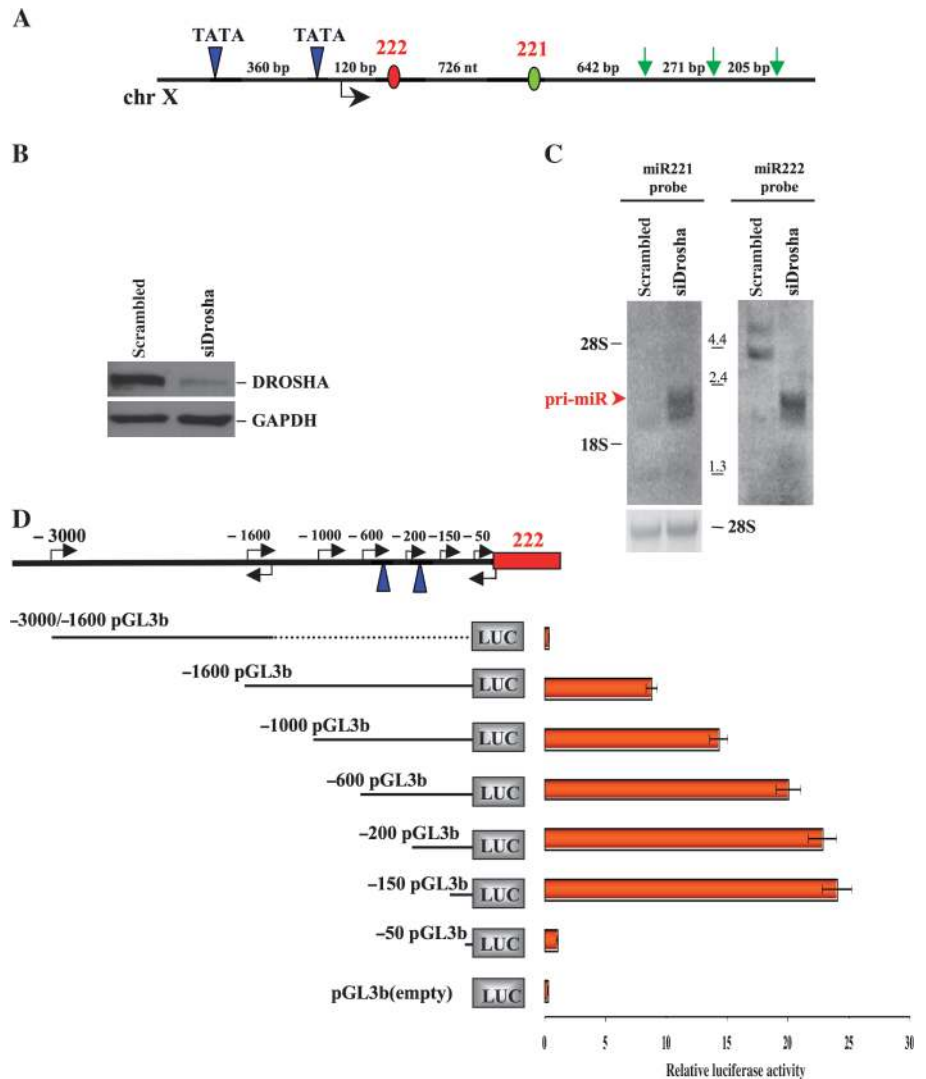 A
TATA TATA 222 221
360 bp 120 bp 726 nt 642 bp 271 bp 205 bp
chr X
B
Scrambled siDrosha
– DROSHA
– GAPDH
C
miR221 probe miR222 probe
Scrambled siDrosha Scrambled siDrosha
28S – 4.4
2.4
pri-miR
18S – 1.3
– 28S
D
– 3000 –1600 –1000 –600 –200 –150 –50 222
–3000/–1600 pGL3b LUC
–1600 pGL3b LUC
–1000 pGL3b LUC
–600 pGL3b LUC
–200 pGL3b LUC
–150 pGL3b LUC
–50 pGL3b LUC
pGL3b(empty) LUC
0 5 10 15 20 25 30
Relative luciferase activity